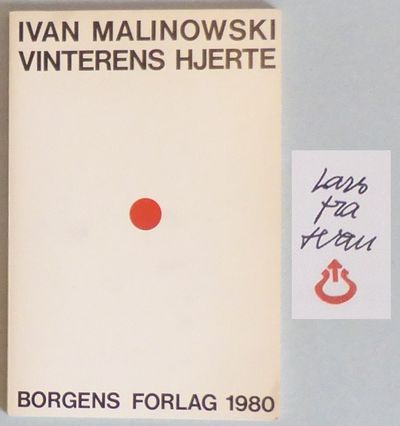 IVAN MALINOWSKI
VINTERENS HJERTE
BORGENS FORLAG 1980
Lars
fra
Ivan